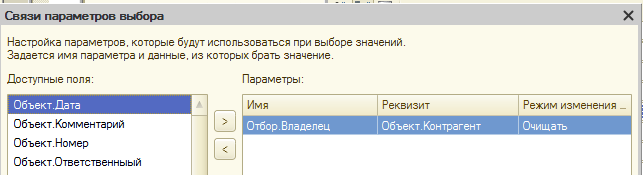 Связи параметров выбора
Настройка параметров, которые будут использоваться при выборе значений.
Задается имя параметра и данные, из которых брать значение.
Доступные поля:
Объект.Дата
Объект.Комментарий
Объект.Номер
Объект.Ответственныый
>
<
Параметры:
Имя Реквизит Режим изменения ...
Отбор.Владелец Объект.Контрагент Очищать